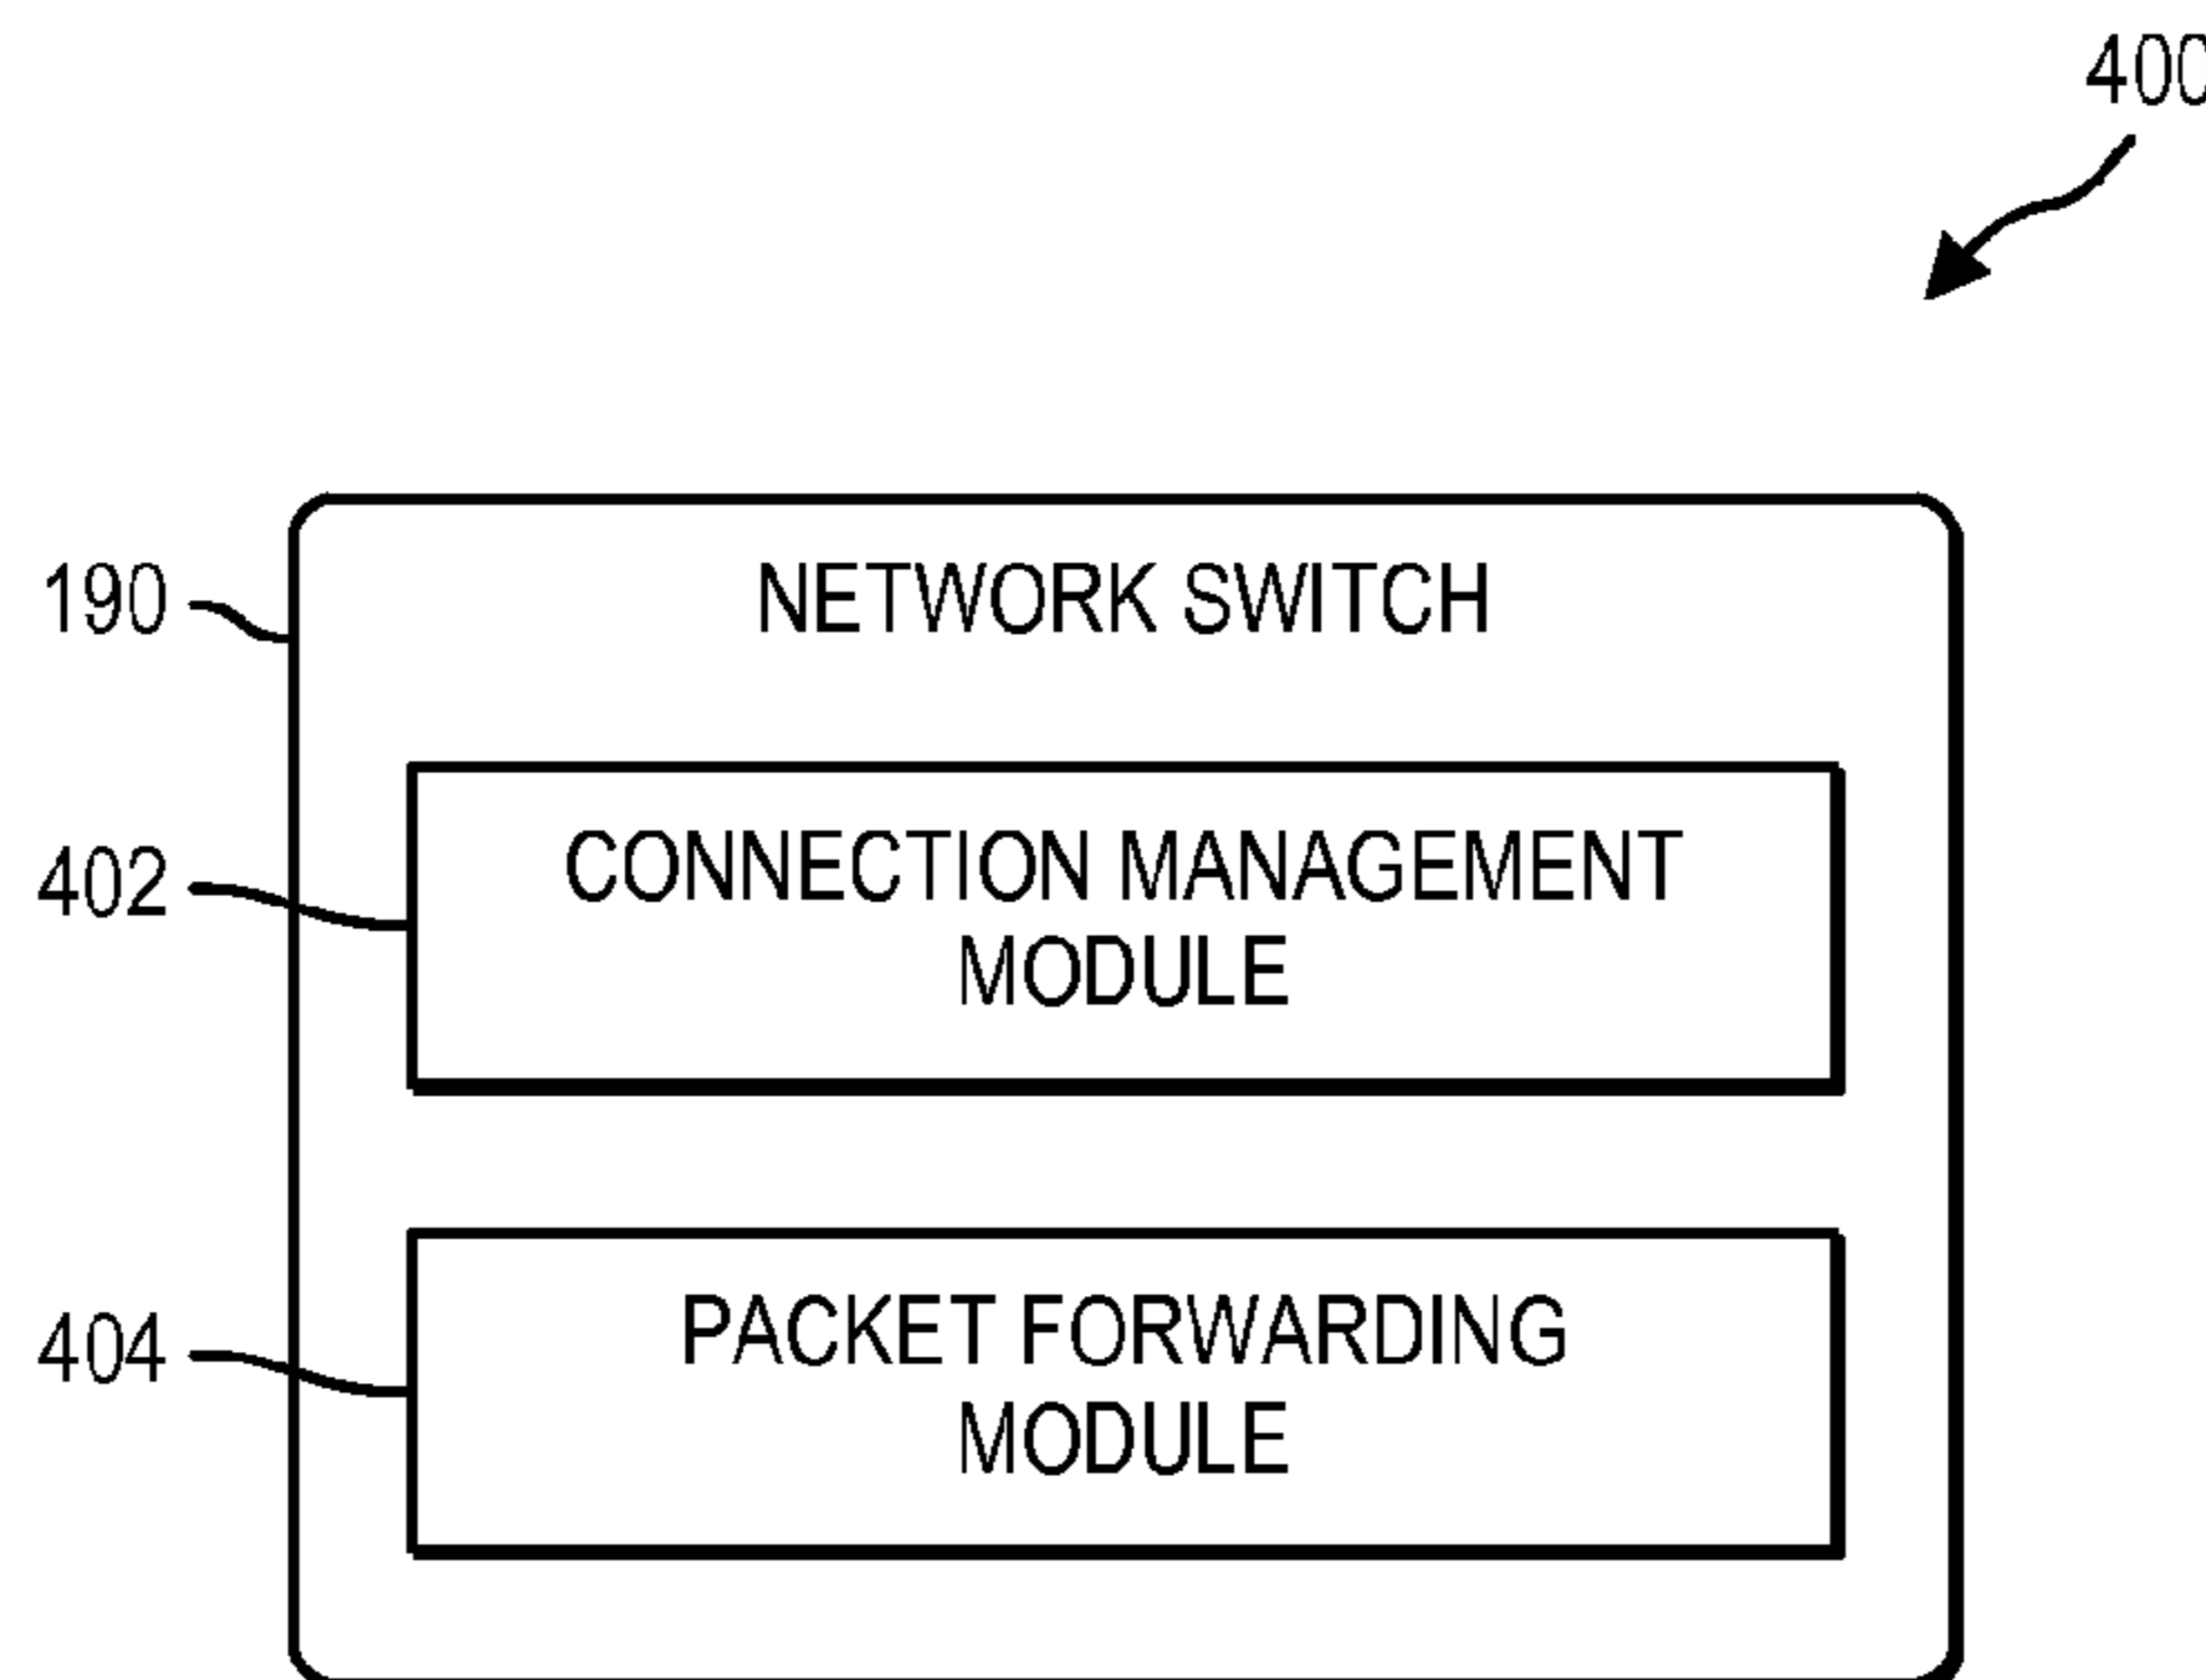 400
190
NETWORK SWITCH
402
CONNECTION MANAGEMENT
MODULE
404
PACKET FORWARDING
MODULE